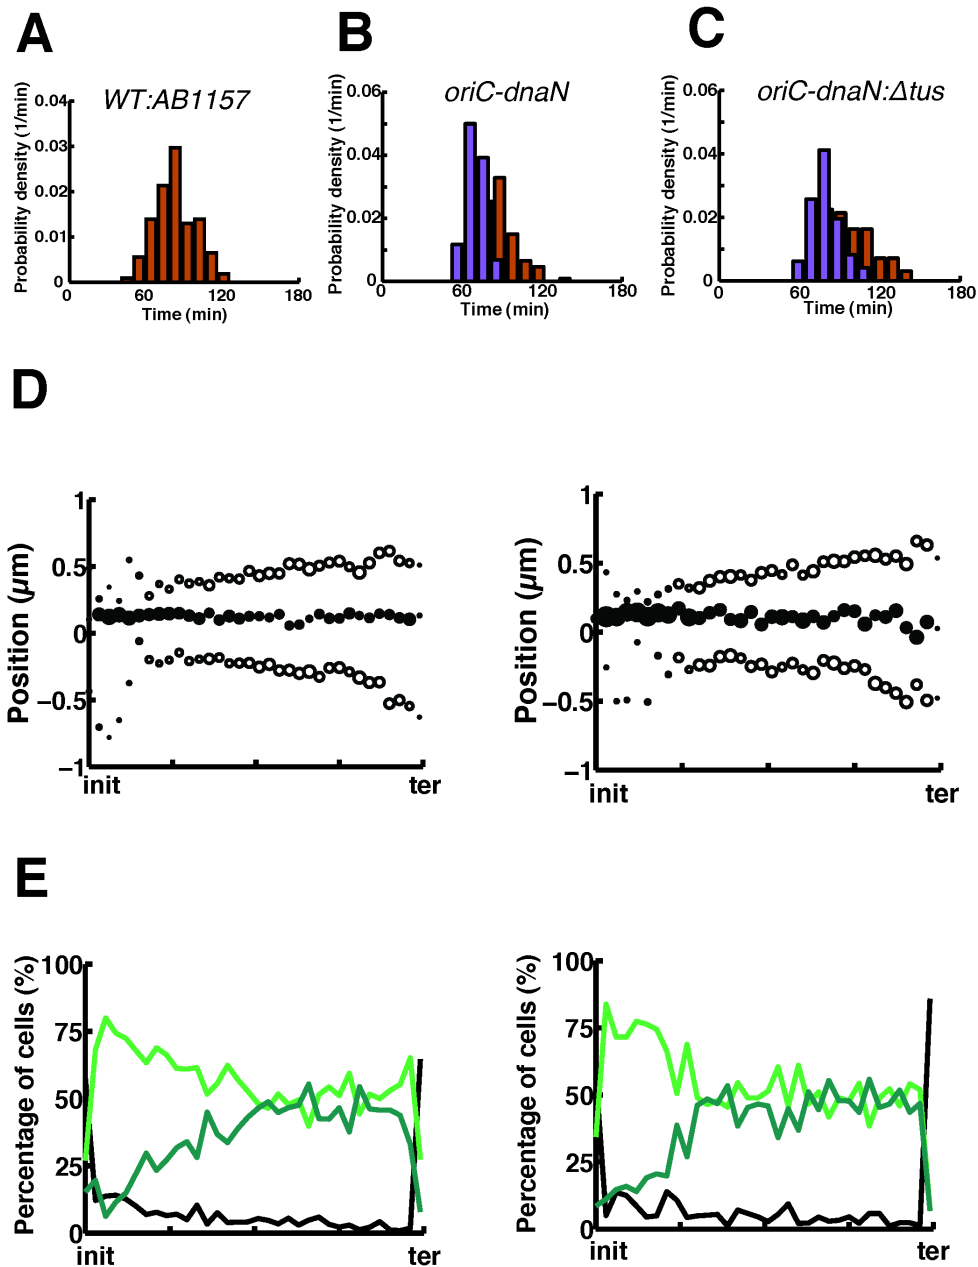 A
B
C
WT:AB1157
oriC-dnaN
oriC-dnaN:Δtus
Probability density (1/min)
0.04
0.03
0.02
0.01
0
0
60
120
180
Time (min)
Probability density (1/min)
0.06
0.04
0.02
0
0
60
120
180
Time (min)
Probability density (1/min)
0.06
0.04
0.02
0
0
60
120
180
Time (min)
D
Position (µm)
1
0.5
0
−0.5
−1
init
ter
Position (µm)
1
0.5
0
−0.5
−1
init
ter
E
Percentage of cells (%)
100
75
50
25
0
init
ter
Percentage of cells (%)
100
75
50
25
0
init
ter